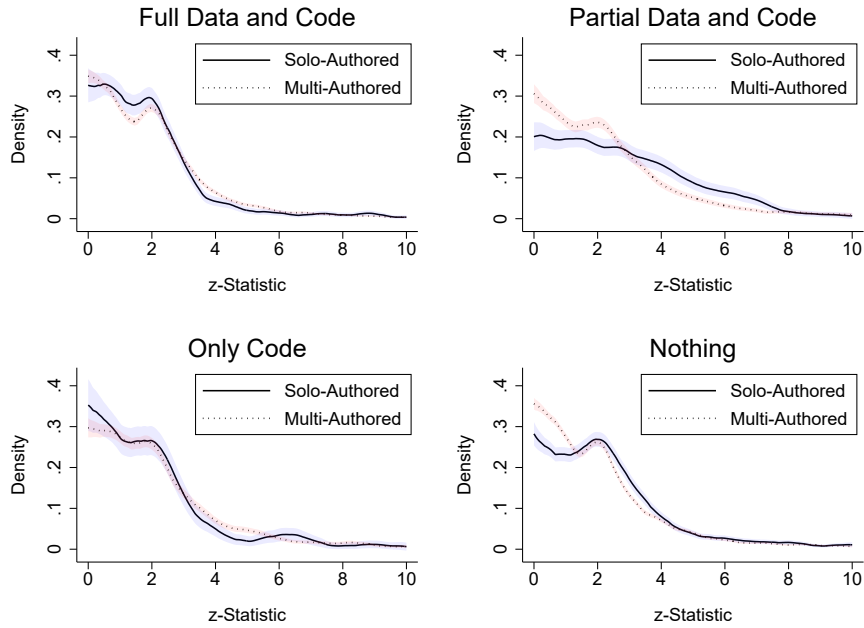 Full Data and Code
Solo-Authored
Multi-Authored
Density
.4
.3
.2
.1
0
0 2 4 6 8 10
z-Statistic
Partial Data and Code
Solo-Authored
Multi-Authored
Density
.4
.3
.2
.1
0
0 2 4 6 8 10
z-Statistic
Only Code
Solo-Authored
Multi-Authored
Density
.4
.3
.2
.1
0
0 2 4 6 8 10
z-Statistic
Nothing
Solo-Authored
Multi-Authored
Density
.4
.3
.2
.1
0
0 2 4 6 8 10
z-Statistic